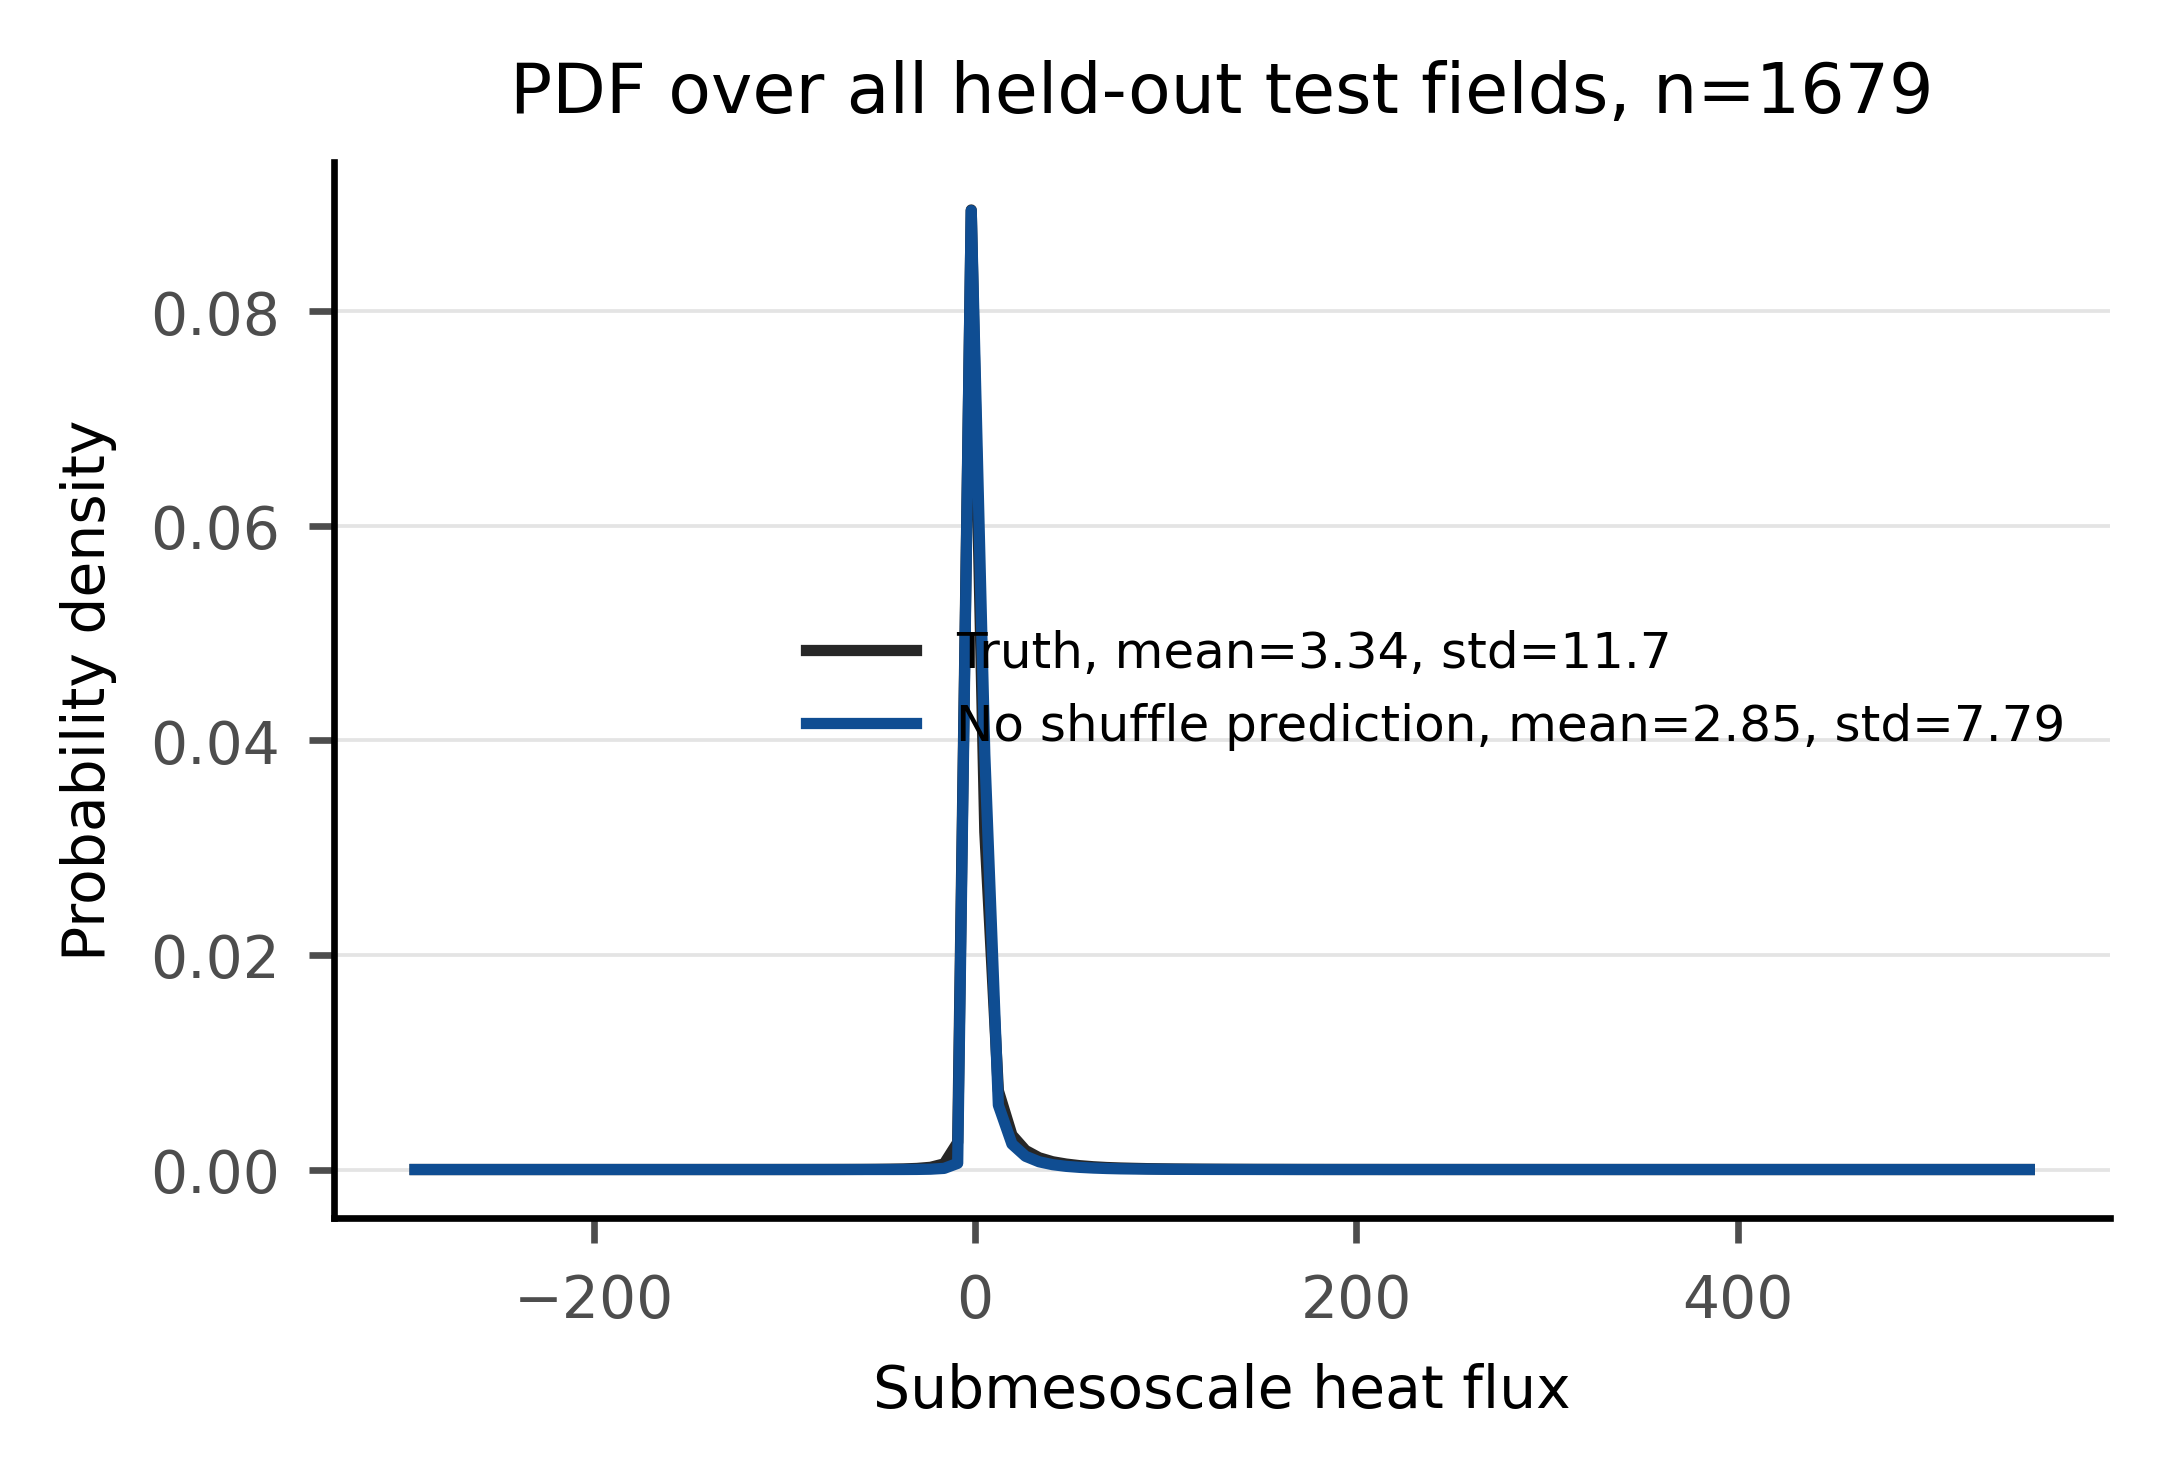 PDF over all held-out test fields, n=1679
Probability density
0.08
0.06
0.04
0.02
0.00
Truth, mean=3.34, std=11.7
No shuffle prediction, mean=2.85, std=7.79
−200
0
200
400
Submesoscale heat flux